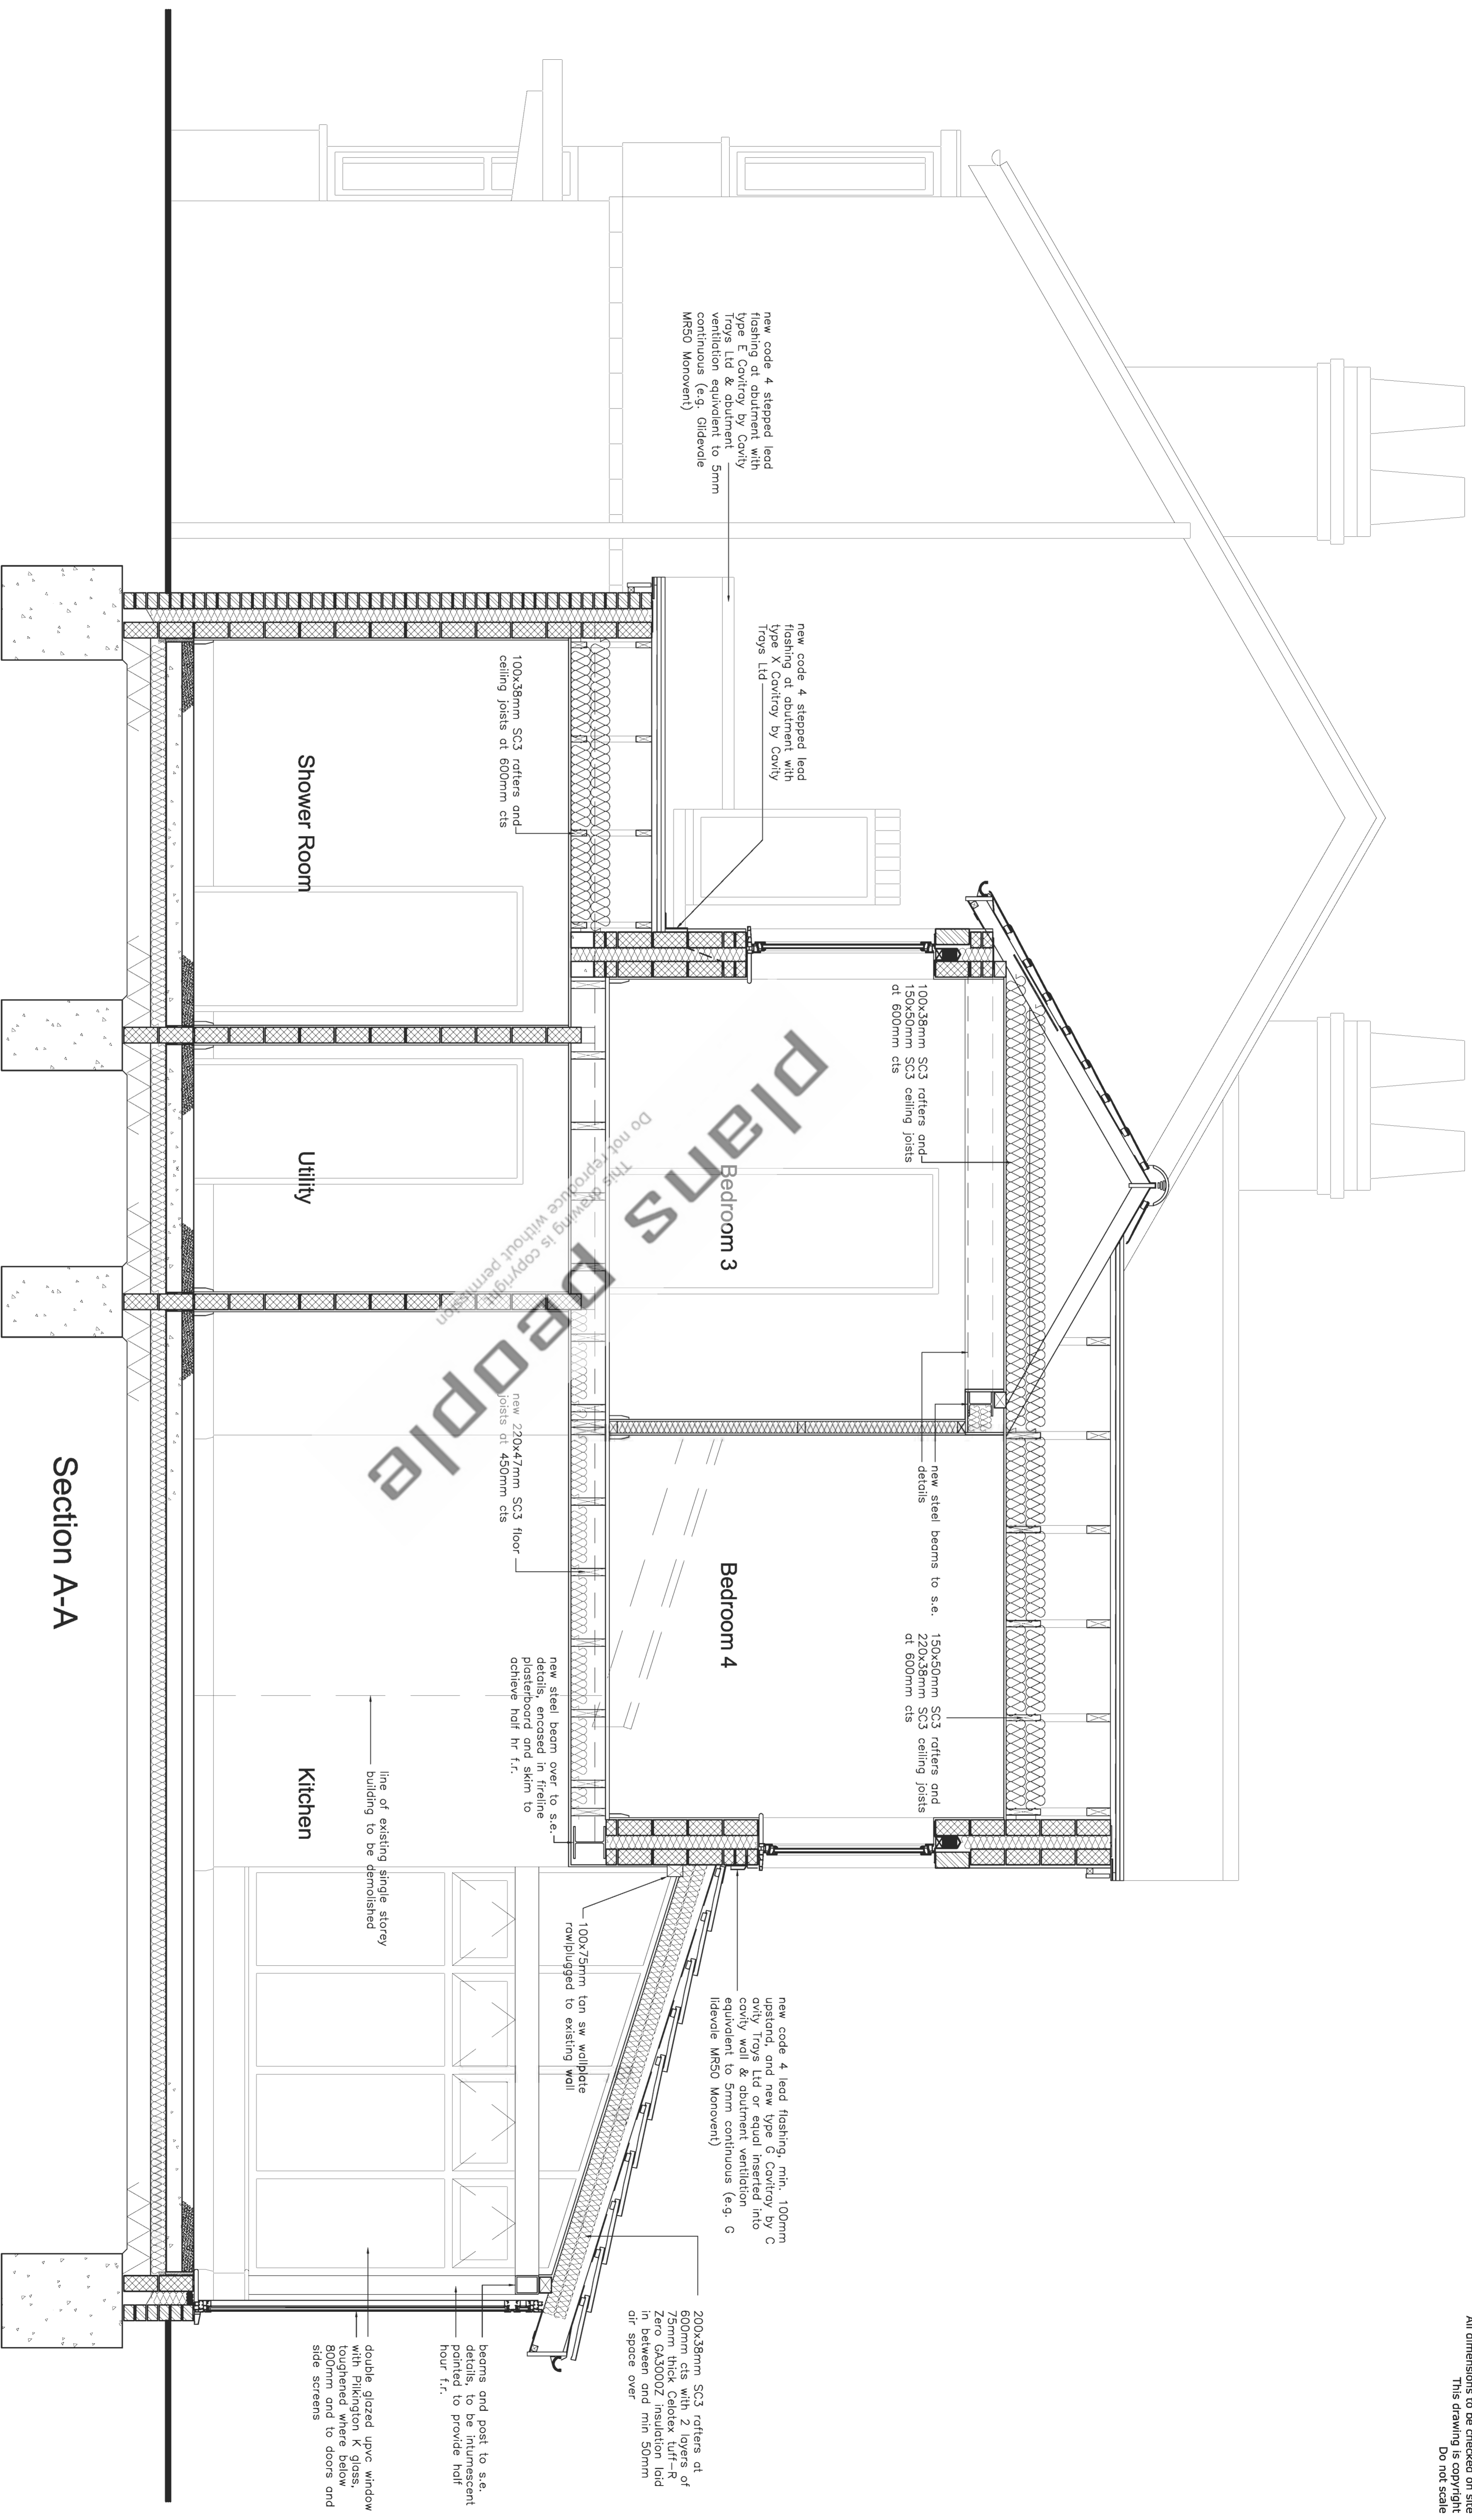 All dimensions to be checked on site
This drawing is copyright
Do not scale
new code 4 stepped lead
flashing at abutment with
type E Cavitray by Cavity
Trays Ltd & abutment
ventilation equivalent to 5mm
continuous (e.g. Glidevale
MR50 Monovent)
new code 4 stepped lead
flashing at abutment with
type X Cavitray by Cavity
Trays Ltd
100x38mm SC3 rafters and
150x50mm SC3 ceiling joists
at 600mm cts
new steel beams to s.e.
details
150x50mm SC3 rafters and
220x38mm SC3 ceiling joists
at 600mm cts
new code 4 lead flashing, min. 100mm
upstand, and new type G Cavitray by C
avity Trays Ltd or equal inserted into
cavity wall & abutment ventilation
equivalent to 5mm continuous (e.g. G
lidevale MR50 Monovent)
200x38mm SC3 rafters at
600mm cts with 2 layers of
75mm thick Celotex tuff-R
Zero GA3000Z insulation laid
in between and min 50mm
air space over
Bedroom 3
Bedroom 4
100x38mm SC3 rafters and
ceiling joists at 600mm cts
new 220x47mm SC3 floor
joists at 450mm cts
new steel beam over to s.e.
details, encased in fireline
plasterboard and skim to
achieve half hr f.r.
100x75mm tan sw wallplate
rawlplugged to existing wall
beams and post to s.e.
details, to be intumescent
painted to provide half
hour f.r.
line of existing single storey
building to be demolished
double glazed upvc window
with Pilkington K glass,
toughened where below
800mm and to doors and
side screens
Shower Room
Utility
Kitchen
plans people
This drawing is copyright
Do not reproduce without permission
Section A-A